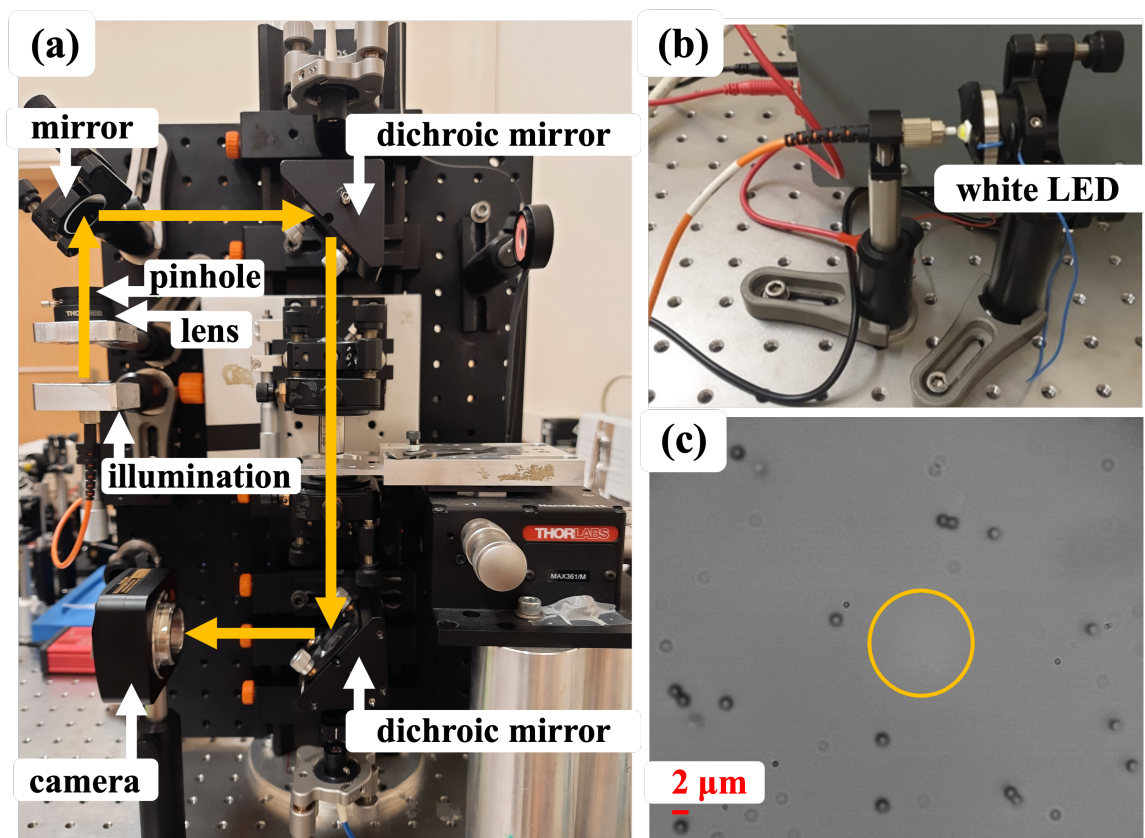 (a)
mirror
dichroic mirror
pinhole
lens
illumination
THORLABS
MAX361/M
dichroic mirror
camera
(b)
white LED
(c)
2 μm